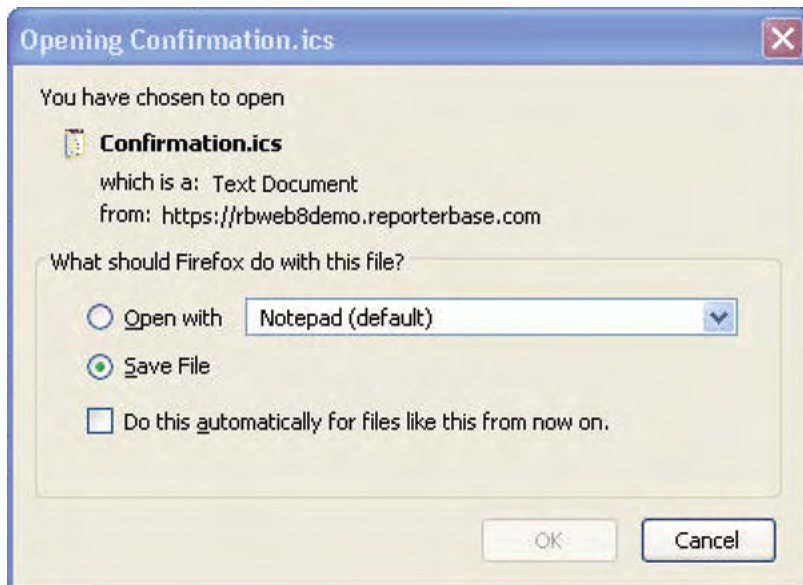 Opening Confirmation.ics
You have chosen to open
Confirmation.ics
which is a: Text Document
from: https://rbweb8demo.reporterbase.com
What should Firefox do with this file?
Open with Notepad (default)
Save File
Do this automatically for files like this from now on.
OK Cancel